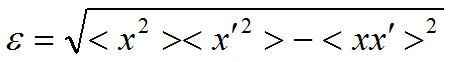 ε = √(< x² >< x′² > − < xx′ >²)